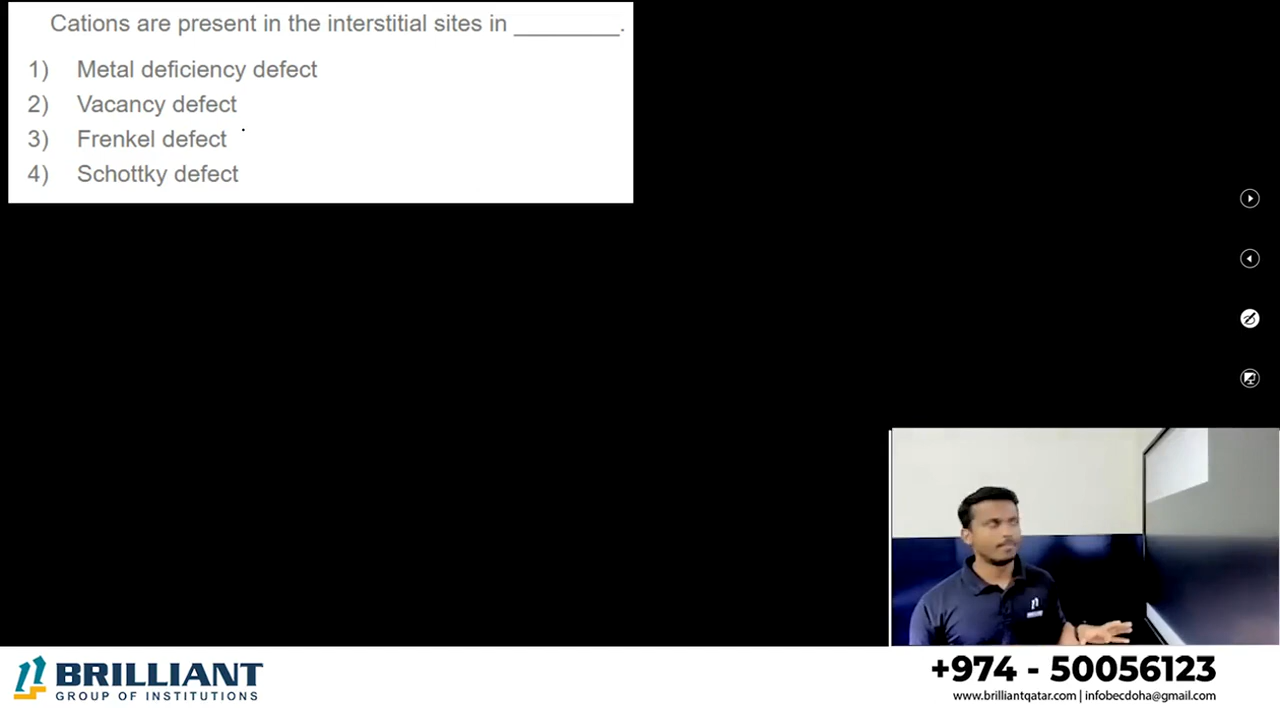 Cations are present in the interstitial sites in _________.
1) Metal deficiency defect
2) Vacancy defect
3) Frenkel defect
4) Schottky defect
BRILLIANT
GROUP OF INSTITUTIONS
+974 - 50056123
www.brilliantqatar.com | infobecdoha@gmail.com